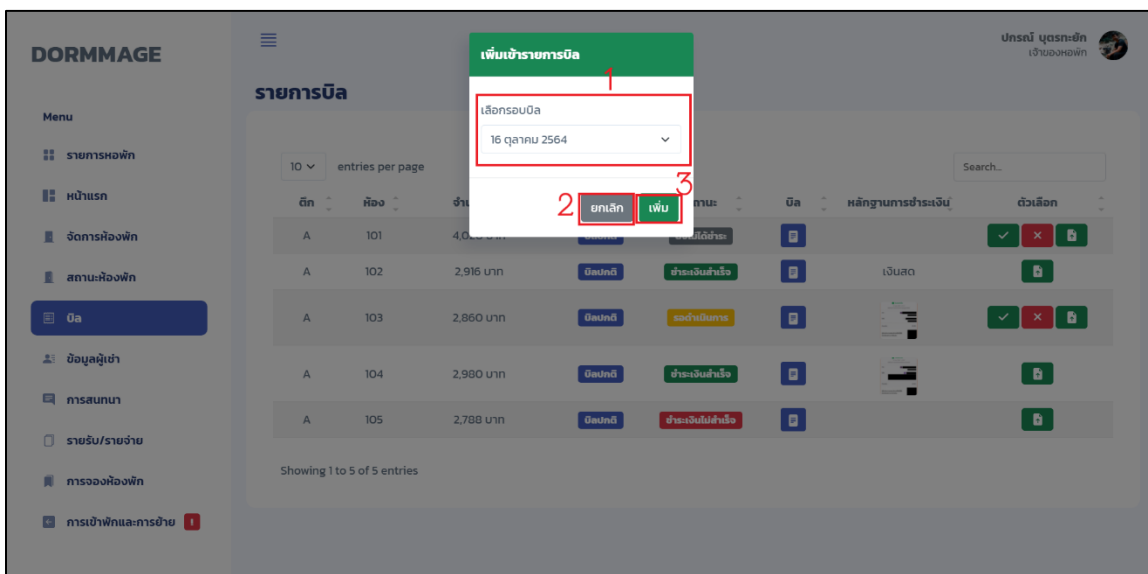 DORMMAGE
ปกรณ์ บุตรทะยัก
เจ้าของหอพัก
Menu
รายการหอพัก
หน้าแรก
จัดการห้องพัก
สถานะห้องพัก
บิล
ข้อมูลผู้เช่า
การสนทนา
รายรับ/รายจ่าย
การจองห้องพัก
การเข้าพักและการย้าย !
รายการบิล
เพิ่มเข้ารายการบิล
1
เลือกรอบบิล
16 ตุลาคม 2564
2 ยกเลิก เพิ่ม 3
10 entries per page Search...
ตึก ห้อง บิล หลักฐานการชำระเงิน ตัวเลือก
A 101
A 102 2,916 บาท บิลปกติ ชำระเงินสำเร็จ เงินสด
A 103 2,860 บาท บิลปกติ รอดำเนินการ
A 104 2,980 บาท บิลปกติ ชำระเงินสำเร็จ
A 105 2,788 บาท บิลปกติ ชำระเงินไม่สำเร็จ
Showing 1 to 5 of 5 entries